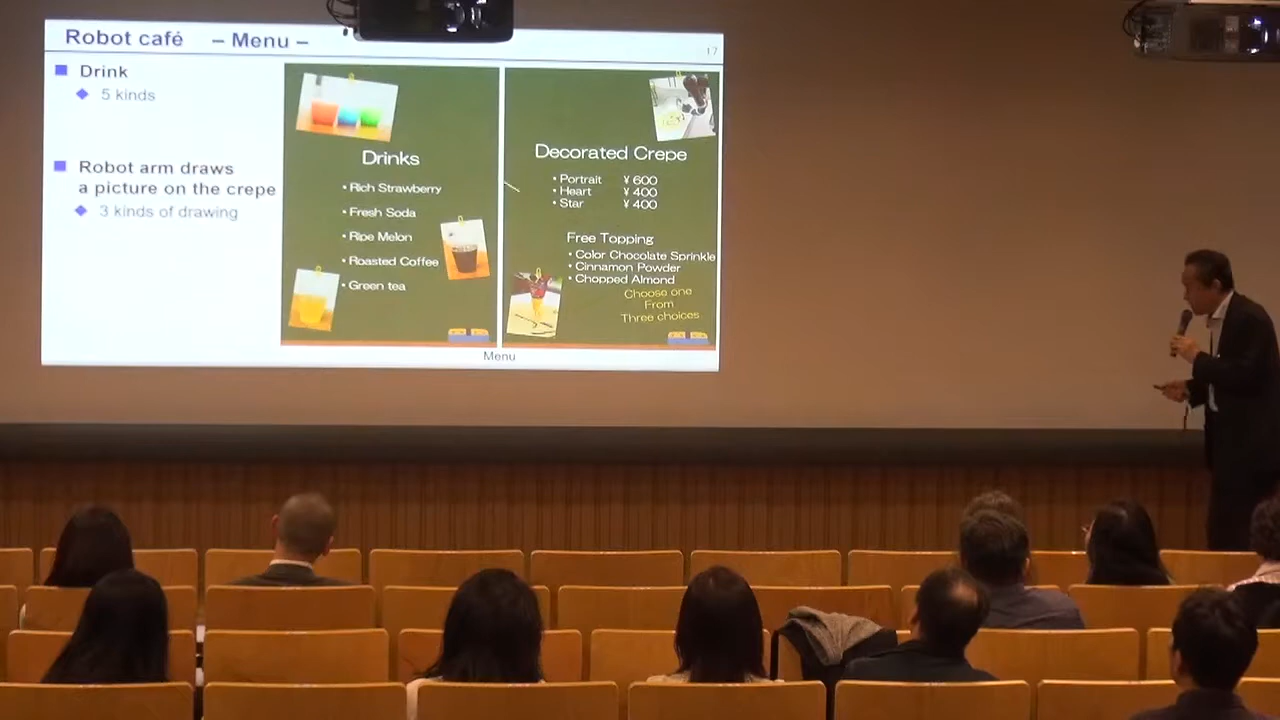 Robot café – Menu –
17
Drink
5 kinds
Robot arm draws
a picture on the crepe
3 kinds of drawing
Drinks
• Rich Strawberry
• Fresh Soda
• Ripe Melon
• Roasted Coffee
• Green tea
Decorated Crepe
• Portrait ¥600
• Heart ¥400
• Star ¥400
Free Topping
• Color Chocolate Sprinkle
• Cinnamon Powder
• Chopped Almond
Choose one
From
Three choices
Menu